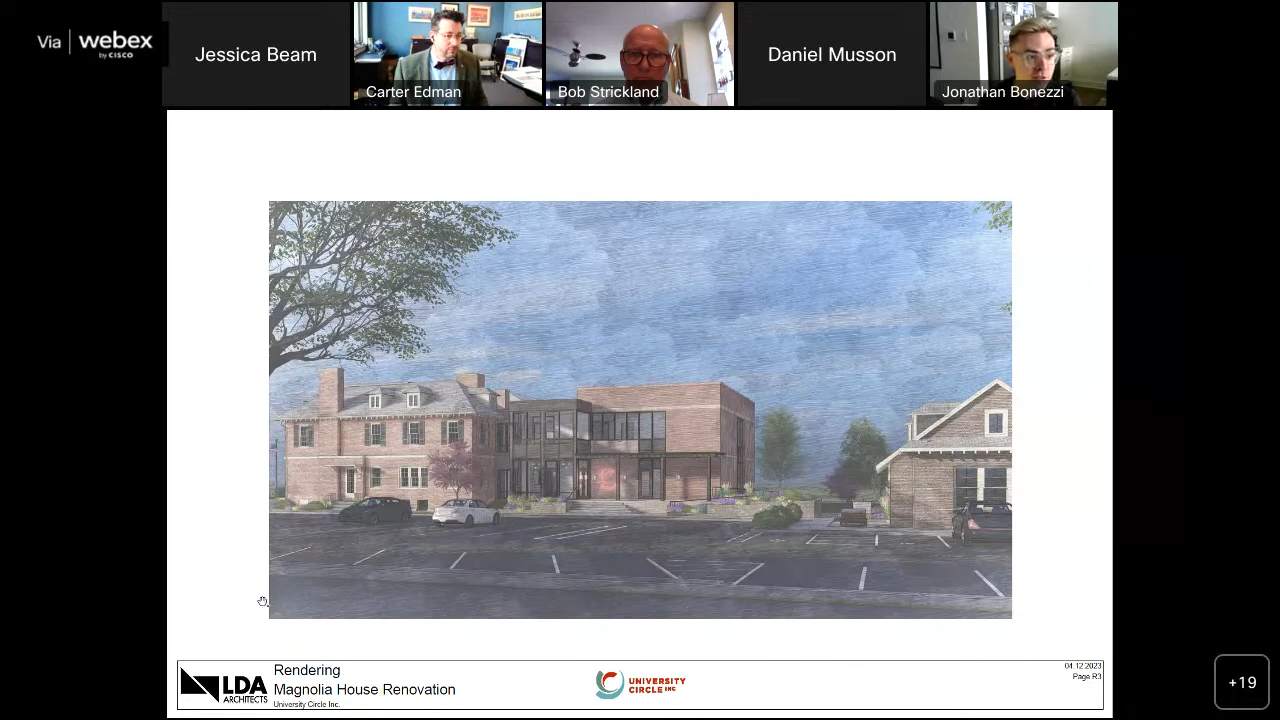 Via webex
by CISCO
Jessica Beam
Carter Edman
Bob Strickland
Daniel Musson
Jonathan Bonezzi
LDA
ARCHITECTS
Rendering
Magnolia House Renovation
University Circle Inc.
UNIVERSITY
CIRCLE INC
04.12.2023
Page R3
+19